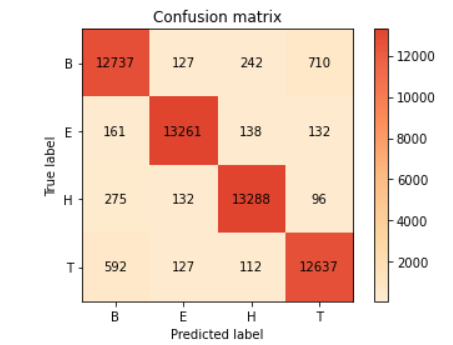 Confusion matrix
B 12737 127 242 710
E 161 13261 138 132
H 275 132 13288 96
T 592 127 112 12637
B E H T
Predicted label
True label
12000
10000
8000
6000
4000
2000